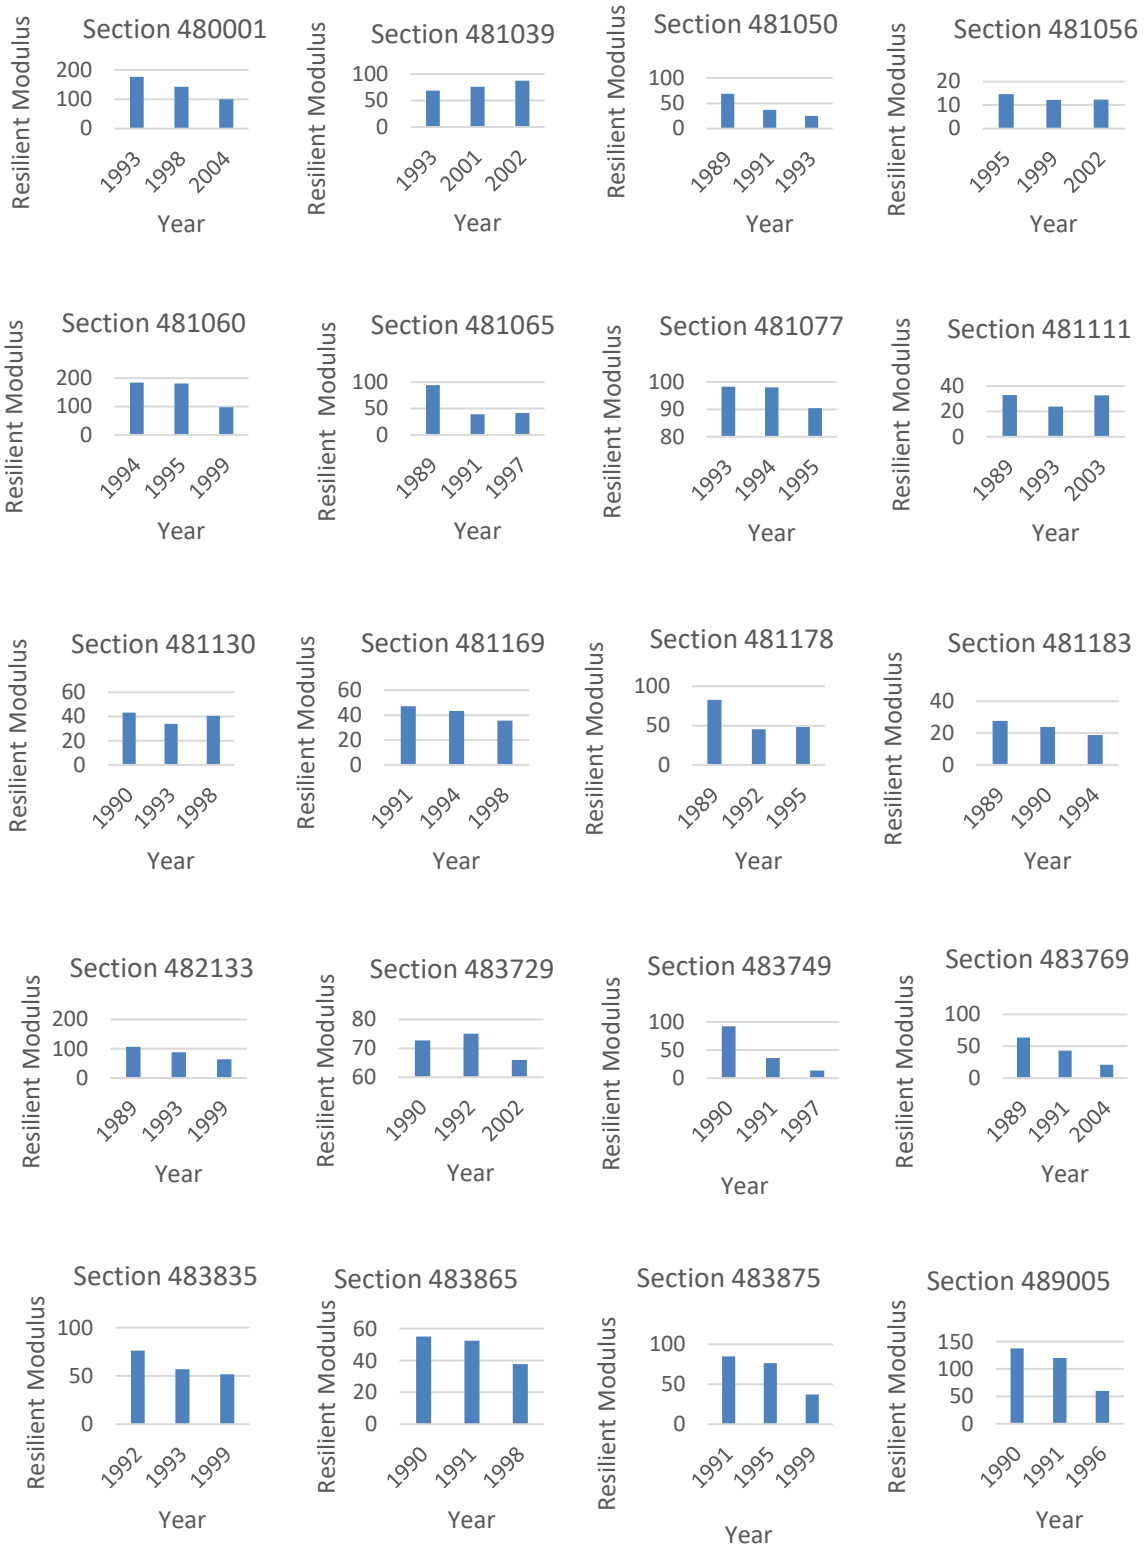 Section 480001
Resilient Modulus
200
100
0
1993
1998
2004
Year
Section 481039
Resilient Modulus
100
50
0
1993
2001
2002
Year
Section 481050
Resilient Modulus
100
50
0
1989
1991
1993
Year
Section 481056
Resilient Modulus
20
10
0
1995
1999
2002
Year
Section 481060
Resilient Modulus
200
100
0
1994
1995
1999
Year
Section 481065
Resilient Modulus
100
50
0
1989
1991
1997
Year
Section 481077
Resilient Modulus
100
90
80
1993
1994
1995
Year
Section 481111
Resilient Modulus
40
20
0
1989
1993
2003
Year
Section 481130
Resilient Modulus
60
40
20
0
1990
1993
1998
Year
Section 481169
Resilient Modulus
60
40
20
0
1991
1994
1998
Year
Section 481178
Resilient Modulus
100
50
0
1989
1992
1995
Year
Section 481183
Resilient Modulus
40
20
0
1989
1990
1994
Year
Section 482133
Resilient Modulus
200
100
0
1989
1993
1999
Year
Section 483729
Resilient Modulus
80
70
60
1990
1992
2002
Year
Section 483749
Resilient Modulus
100
50
0
1990
1991
1997
Year
Section 483769
Resilient Modulus
100
50
0
1989
1991
2004
Year
Section 483835
Resilient Modulus
100
50
0
1992
1993
1999
Year
Section 483865
Resilient Modulus
60
40
20
0
1990
1991
1998
Year
Section 483875
Resilient Modulus
100
50
0
1991
1995
1999
Year
Section 489005
Resilient Modulus
150
100
50
0
1990
1991
1996
Year